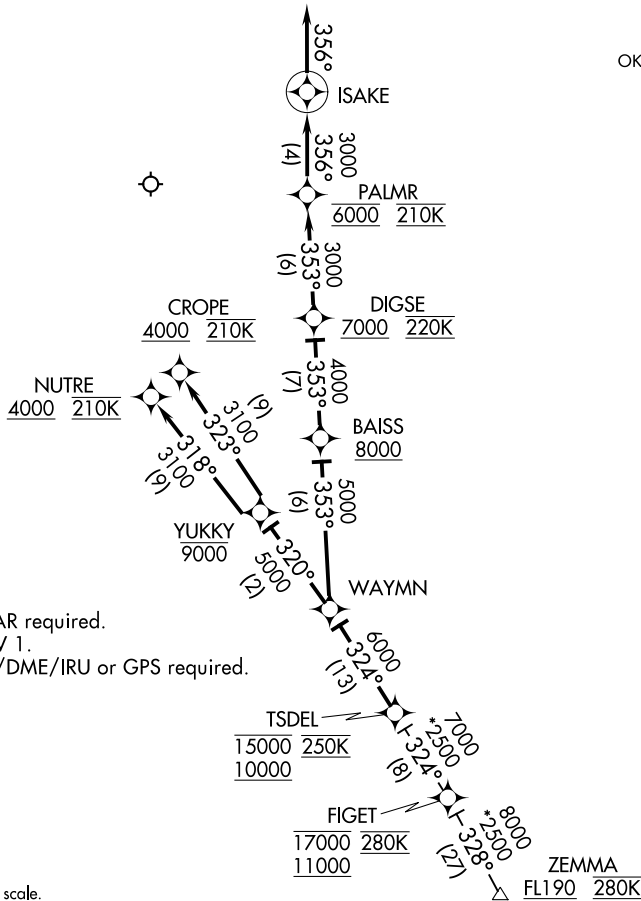 356°
OK
ISAKE
3000
356°
(4)
PALMR
6000 210K
3000
353°
(6)
CROPE
4000 210K
DIGSE
7000 220K
NUTRE
4000 210K
4000
353°
(7)
(9)
3100
323°
BAISS
8000
318°
3100
(9)
5000
353°
(6)
YUKKY
9000
320°
5000
(2)
WAYMN
AR required.
1.
/DME/IRU or GPS required.
6000
324°
(13)
TSDEL
15000 250K
10000
7000
*2500
324°
(8)
FIGET
17000 280K
11000
8000
*2500
328°
(27)
ZEMMA
FL190 280K
scale.